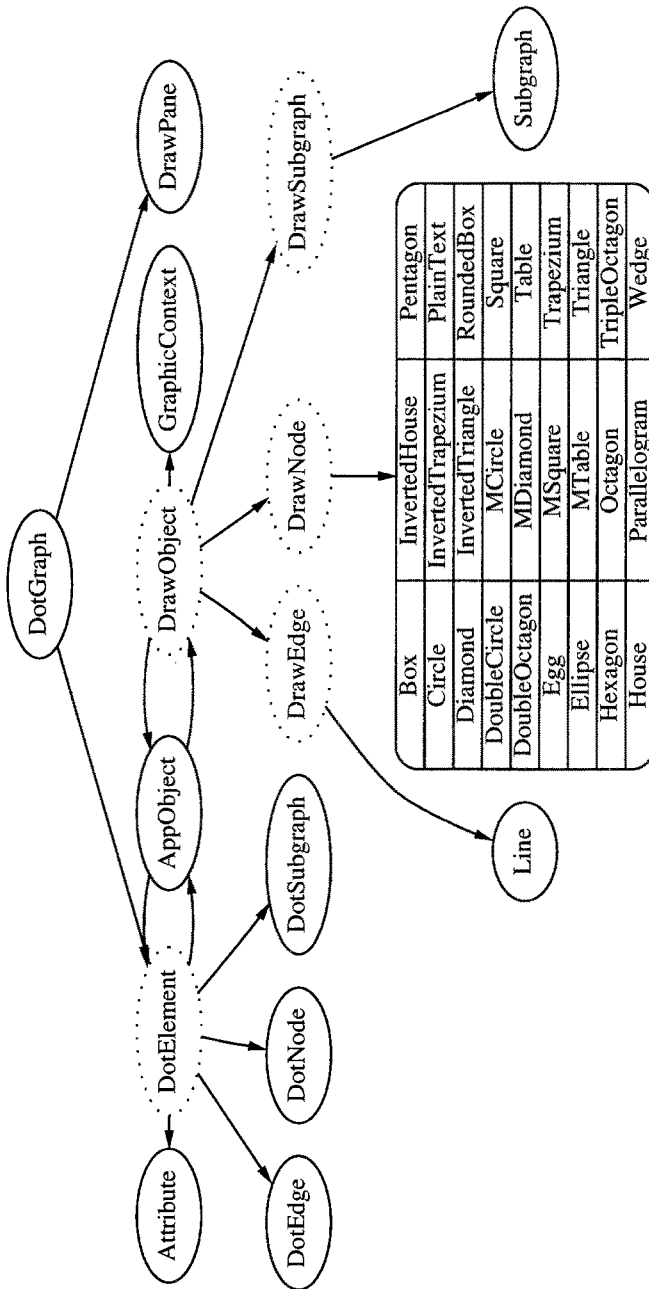 DotGraph
Attribute
DotElement
AppObject
DrawObject
GraphicContext
DrawPane
DotEdge
DotNode
DotSubgraph
DrawEdge
DrawNode
DrawSubgraph
Line
Box InvertedHouse Pentagon
Circle InvertedTrapezium PlainText
Diamond InvertedTriangle RoundedBox
DoubleCircle MCircle Square
DoubleOctagon MDiamond Table
Egg MSquare Trapezium
Ellipse MTable Triangle
Hexagon Octagon TripleOctagon
House Parallelogram Wedge
Subgraph